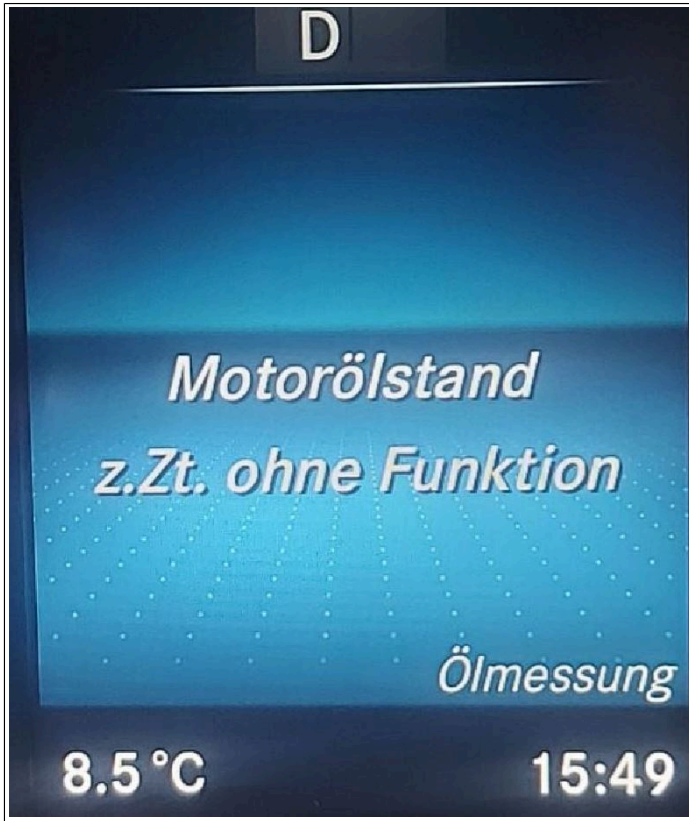 D
Motorölstand
z.Zt. ohne Funktion
Ölmessung
8.5 °C 15:49